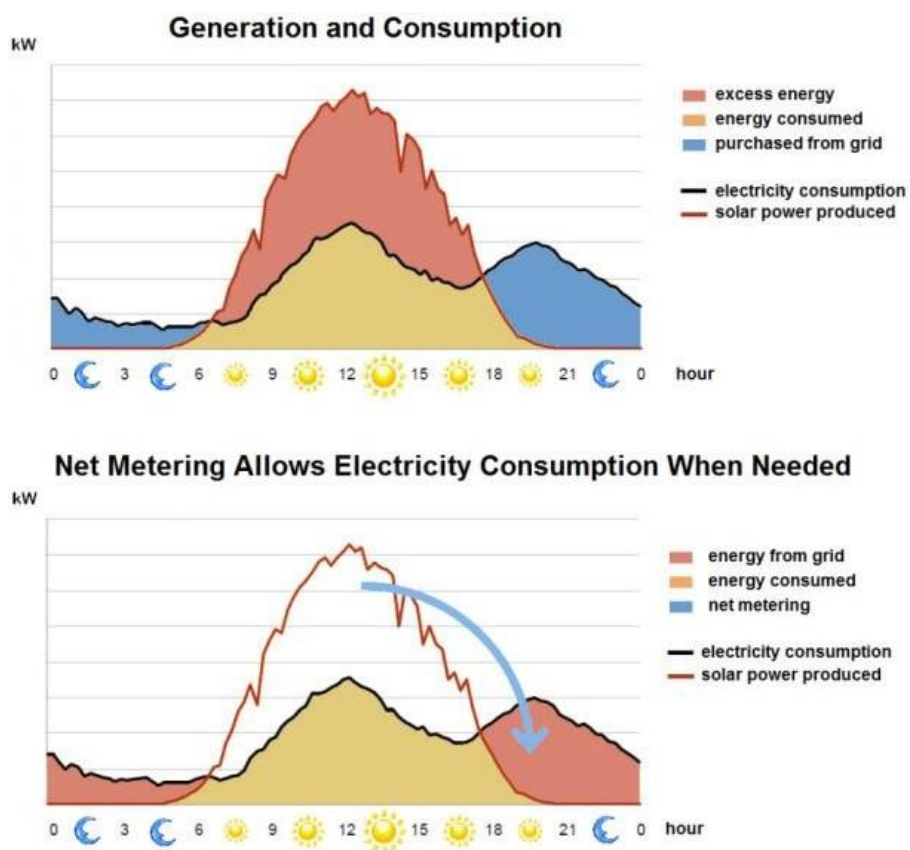 Generation and Consumption
kW
excess energy
energy consumed
purchased from grid
electricity consumption
solar power produced
0 3 6 9 12 15 18 21 0 hour
Net Metering Allows Electricity Consumption When Needed
kW
energy from grid
energy consumed
net metering
electricity consumption
solar power produced
0 3 6 9 12 15 18 21 0 hour